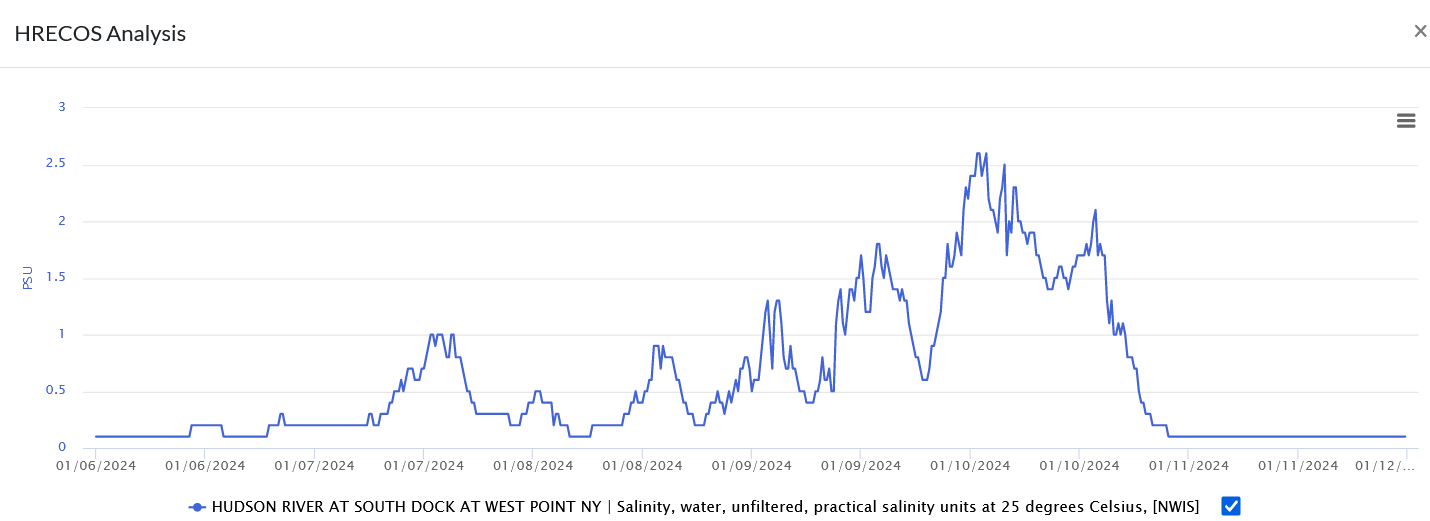 HRECOS Analysis
×
3
2.5
2
1.5
1
0.5
0
PSU
01/06/2024 01/06/2024 01/07/2024 01/07/2024 01/08/2024 01/08/2024 01/09/2024 01/09/2024 01/10/2024 01/10/2024 01/11/2024 01/11/2024 01/12/...
HUDSON RIVER AT SOUTH DOCK AT WEST POINT NY | Salinity, water, unfiltered, practical salinity units at 25 degrees Celsius, [NWIS]